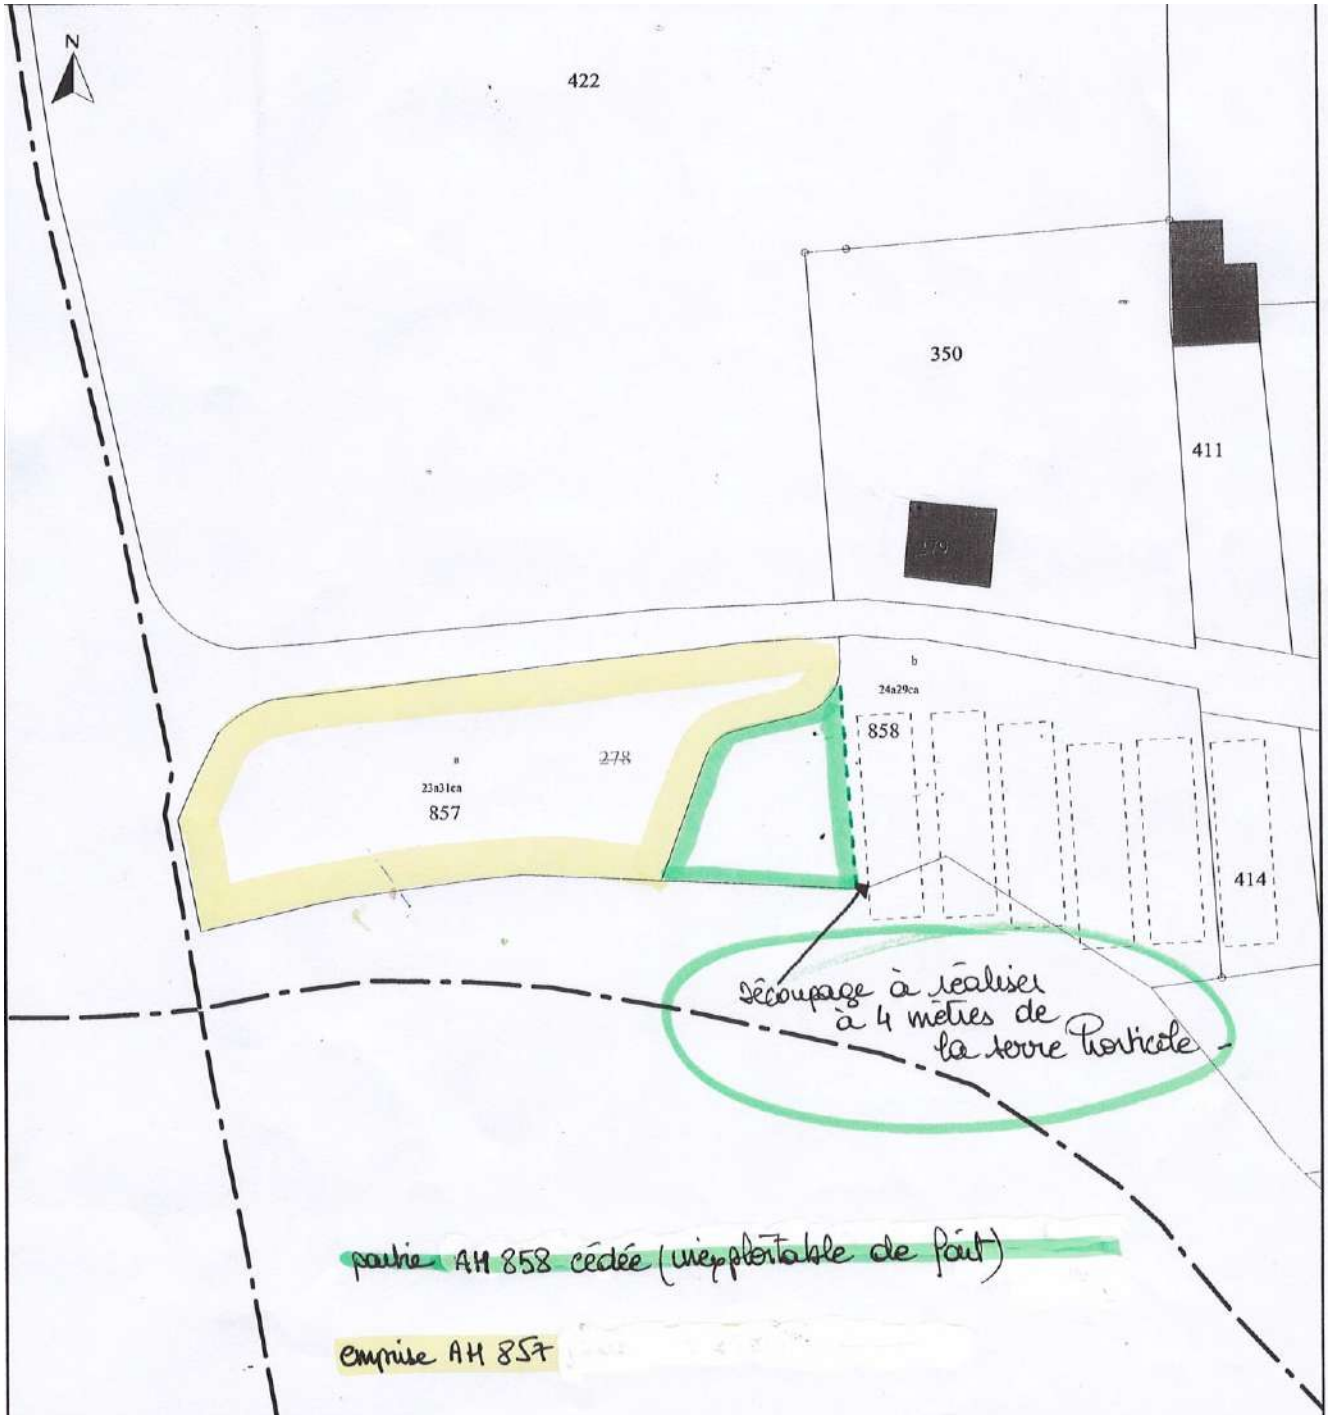 N
422
350
411
279
b
24a29ca
858
278
a
23a31ca
857
414
Découpage à réaliser
à 4 mètres de
la serre horticole
partie AH 858 cédée (inexploitable de fait)
emprise AH 857